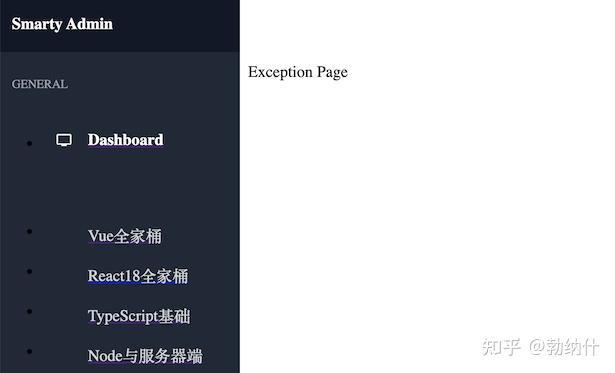 Smarty Admin
GENERAL
Exception Page
Dashboard
Vue全家桶
React18全家桶
TypeScript基础
Node与服务器端
知乎 @勃纳什